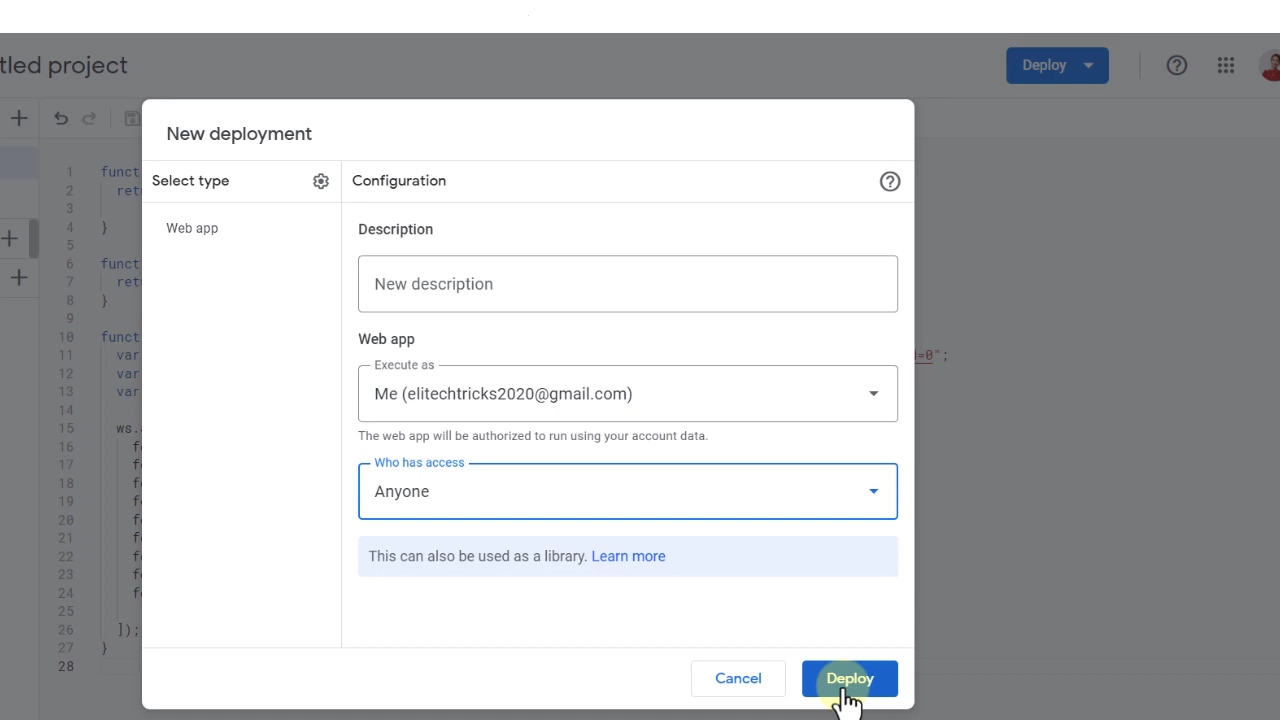 tled project
Deploy
New deployment
Select type
Configuration
Web app
Description
New description
Web app
Execute as
Me (elitechtricks2020@gmail.com)
The web app will be authorized to run using your account data.
Who has access
Anyone
This can also be used as a library. Learn more
Cancel
Deploy
1 funct
2 ret
3
4 }
5
6 funct
7 ret
8 }
9
10 funct
11 var =0";
12 var
13 var
14
15 ws.
16 f
17 f
18 f
19 f
20 f
21 f
22 f
23 f
24 f
25
26 ]);
27 }
28